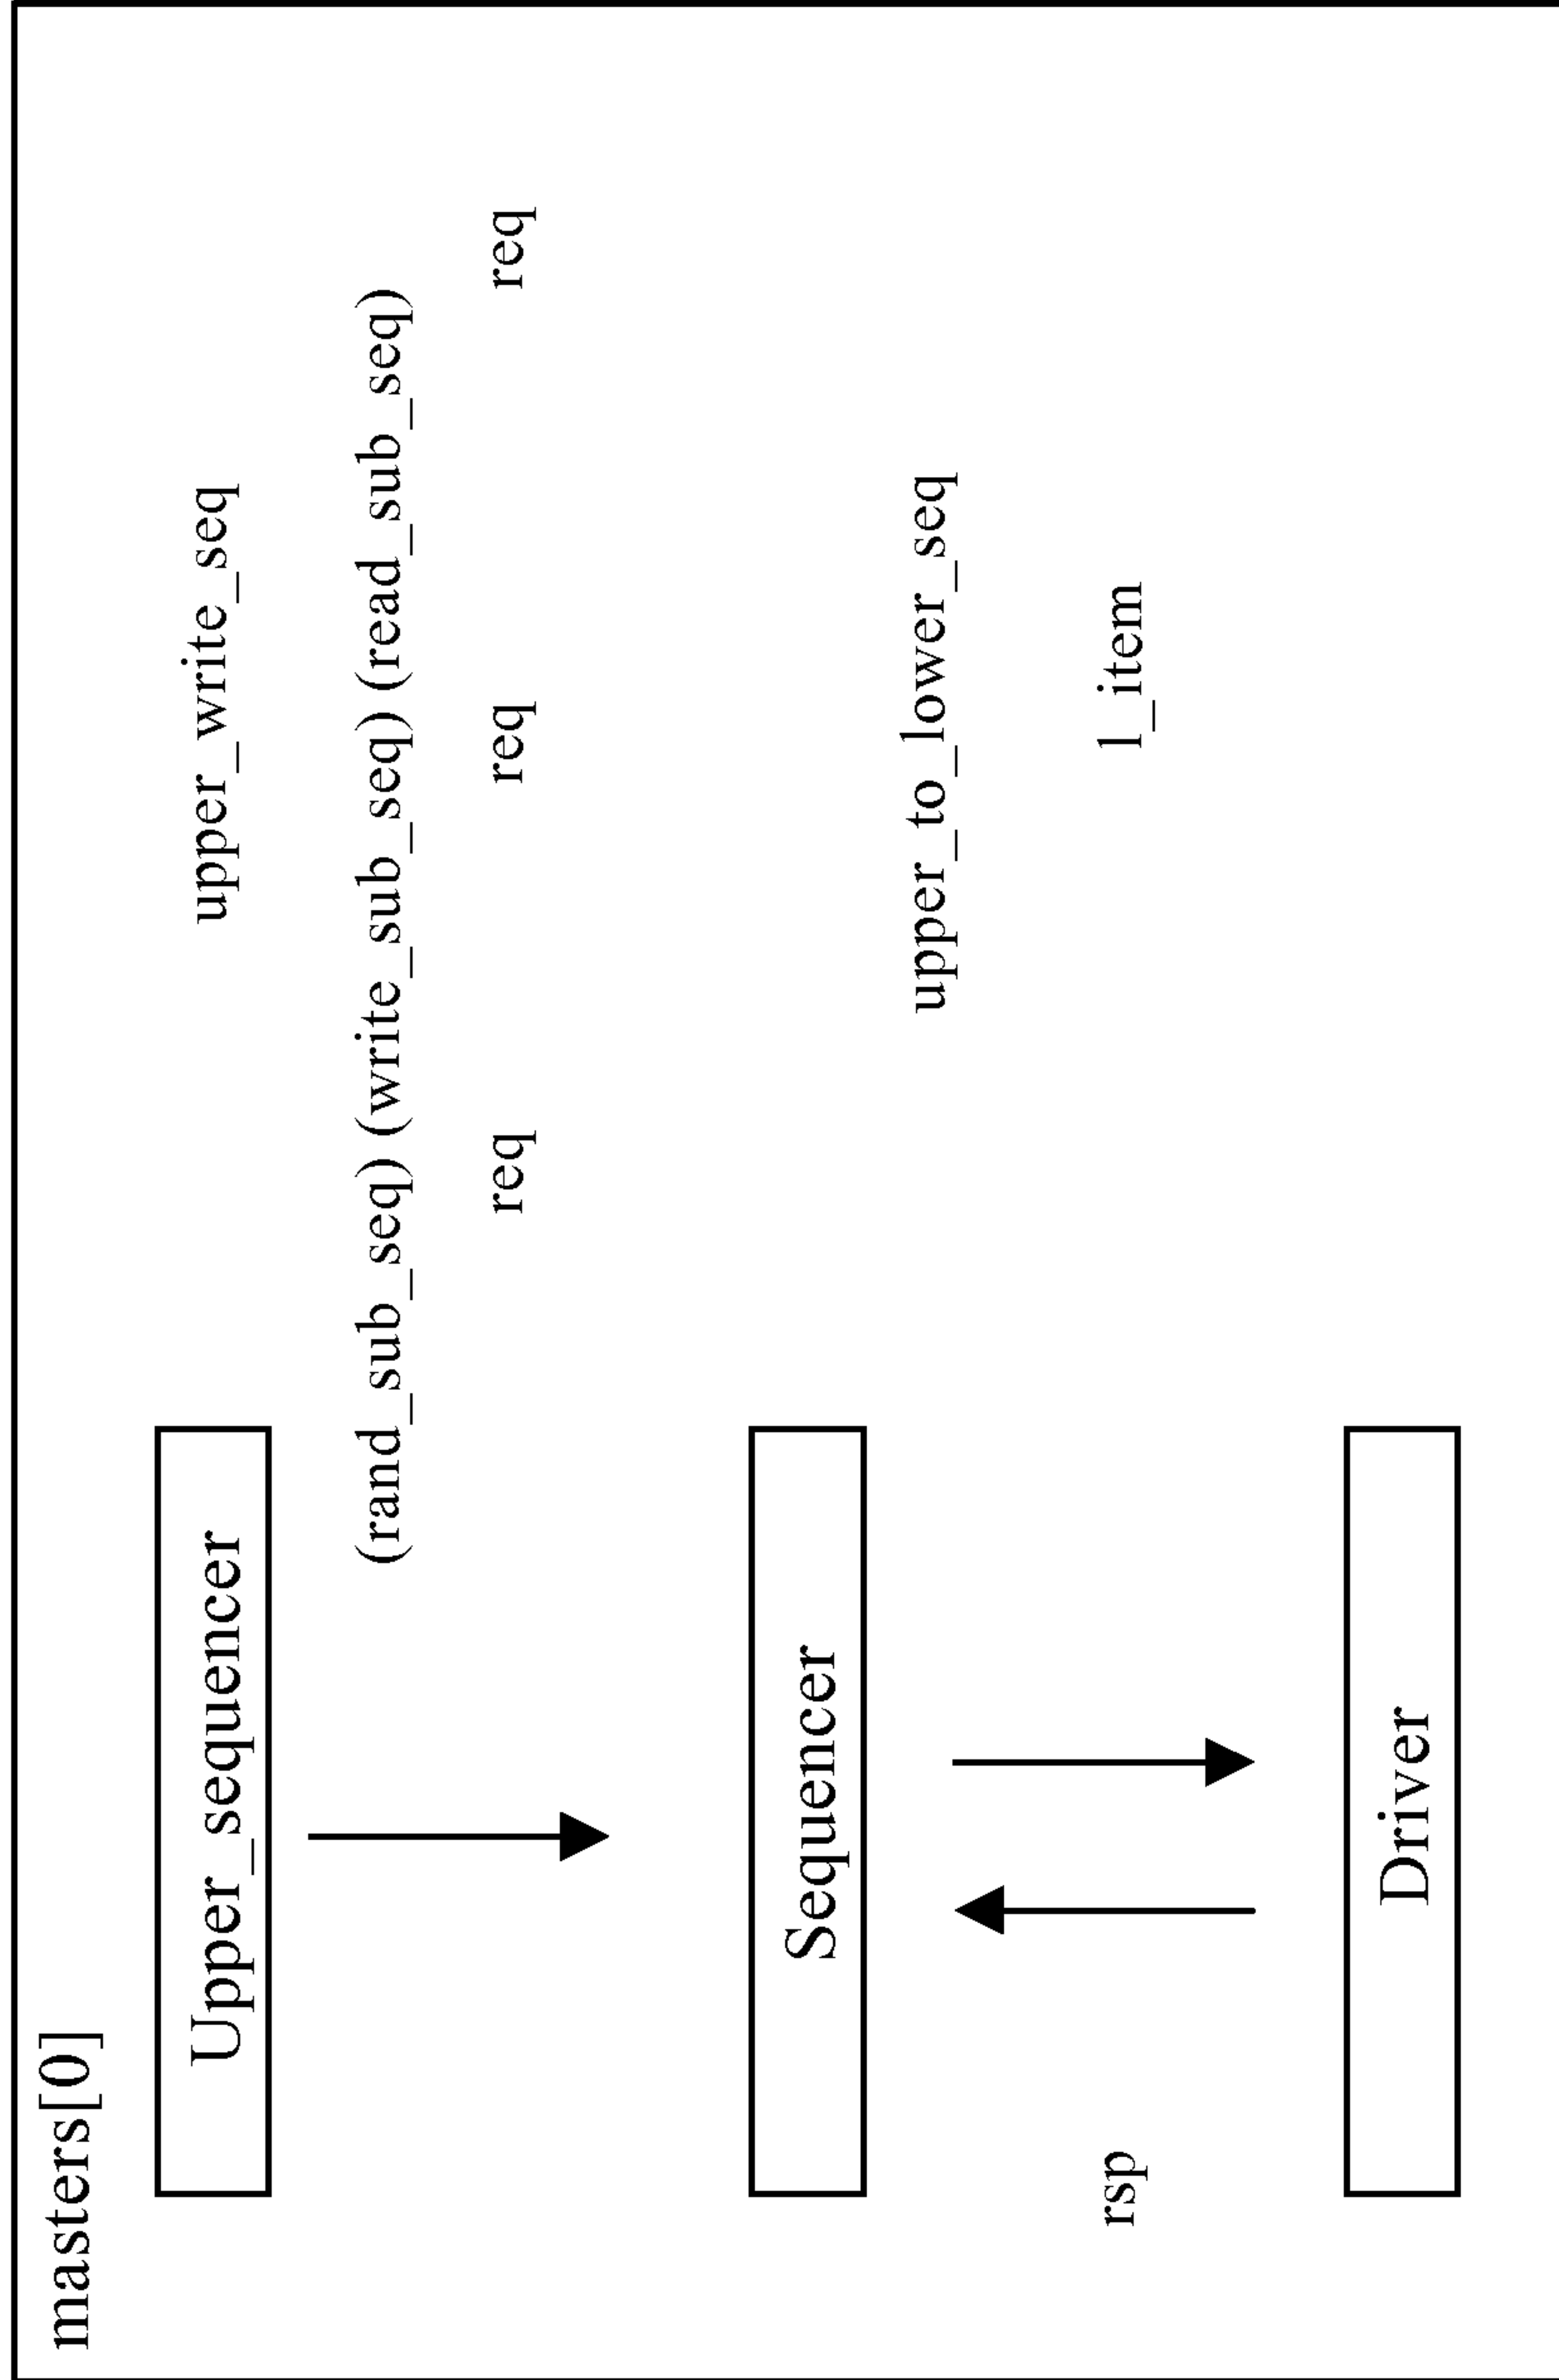 masters[0]
Upper_sequencer
upper_write_seq
(rand_sub_seq) (write_sub_seq) (read_sub_seq)
req req req
Sequencer
upper_to_lower_seq
rsp
l_item
Driver